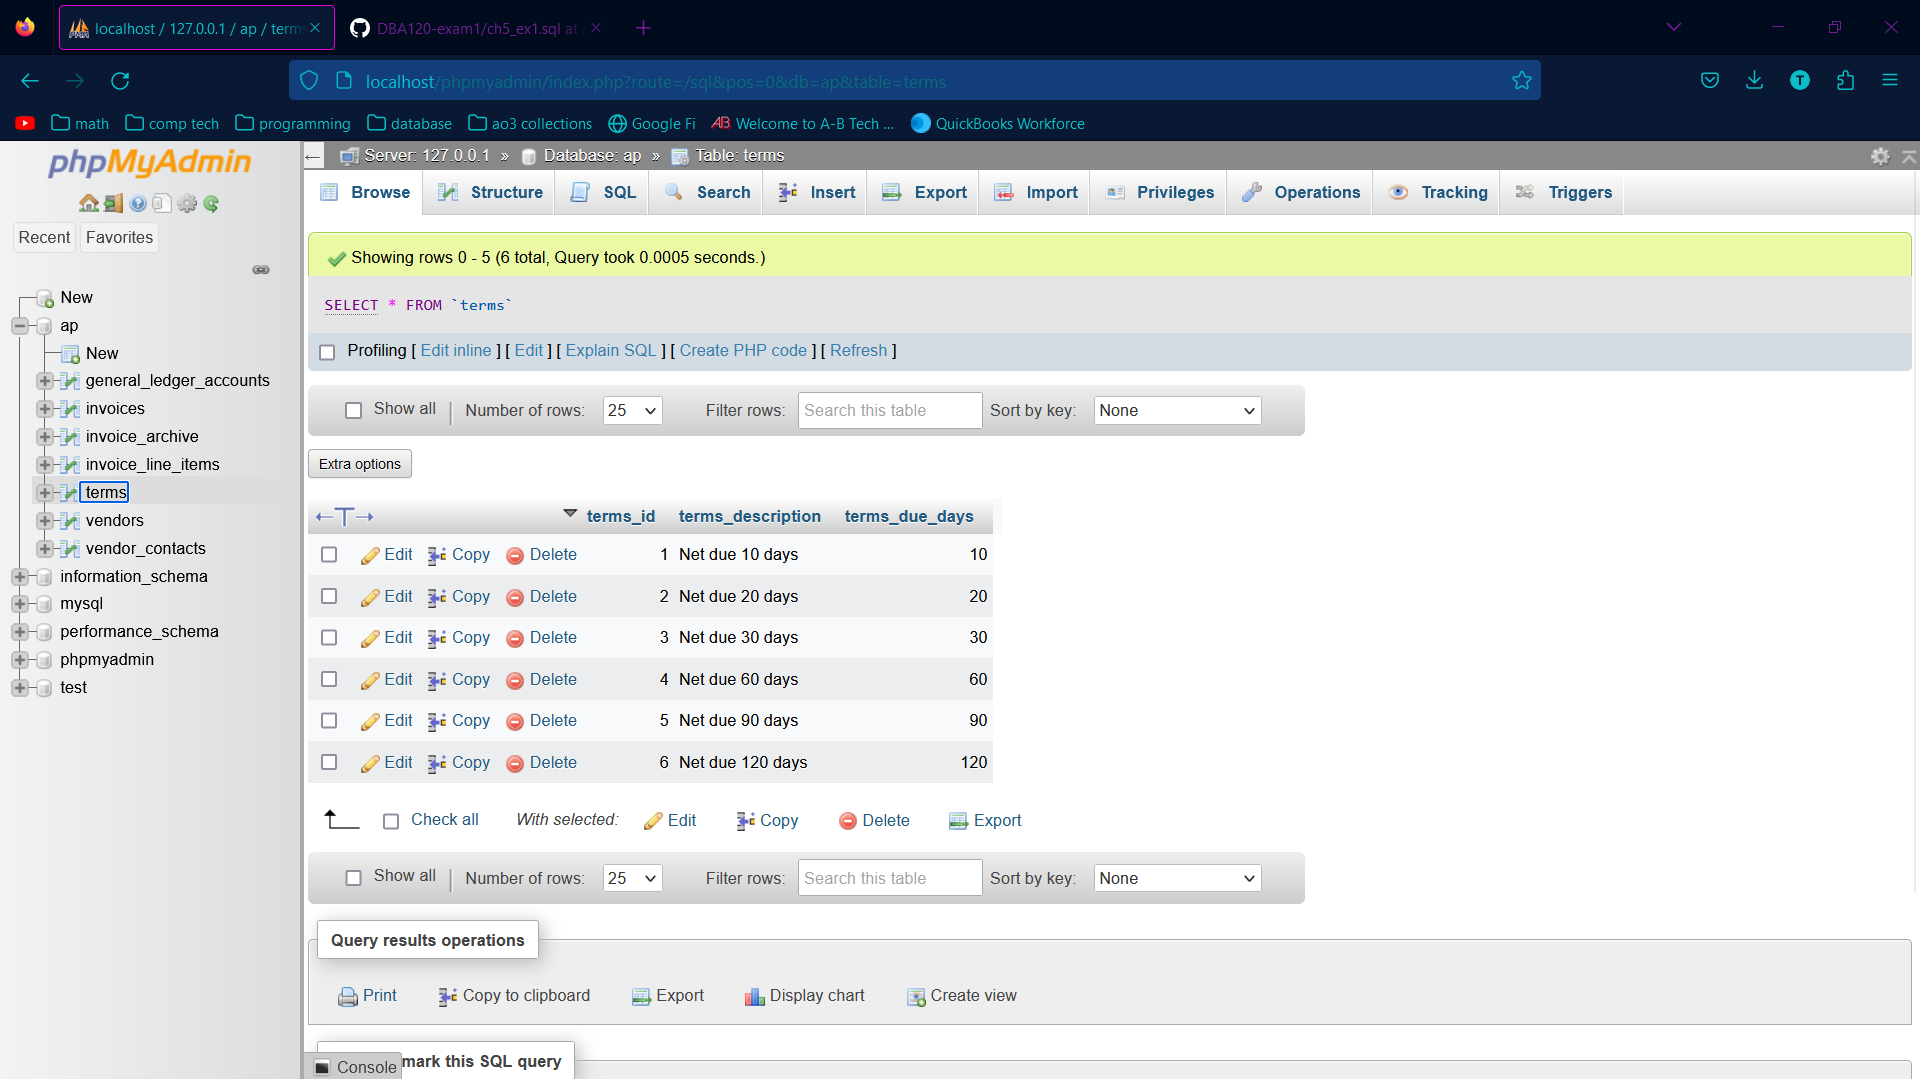 localhost / 127.0.0.1 / ap / term
DBA120-exam1/ch5_ex1.sql at
localhost/phpmyadmin/index.php?route=/sql&pos=0&db=ap&table=terms
T
math
comp tech
programming
database
ao3 collections
Google Fi
AB Welcome to A-B Tech ...
QuickBooks Workforce
phpMyAdmin
Recent
Favorites
New
ap
New
general_ledger_accounts
invoices
invoice_archive
invoice_line_items
terms
vendors
vendor_contacts
information_schema
mysql
performance_schema
phpmyadmin
test
Server: 127.0.0.1 » Database: ap » Table: terms
Browse Structure SQL Search Insert Export Import Privileges Operations Tracking Triggers
Showing rows 0 - 5 (6 total, Query took 0.0005 seconds.)
SELECT * FROM `terms`
Profiling [ Edit inline ] [ Edit ] [ Explain SQL ] [ Create PHP code ] [ Refresh ]
Show all | Number of rows: 25 Filter rows: Search this table Sort by key: None
Extra options
terms_id terms_description terms_due_days
Edit Copy Delete 1 Net due 10 days 10
Edit Copy Delete 2 Net due 20 days 20
Edit Copy Delete 3 Net due 30 days 30
Edit Copy Delete 4 Net due 60 days 60
Edit Copy Delete 5 Net due 90 days 90
Edit Copy Delete 6 Net due 120 days 120
Check all With selected: Edit Copy Delete Export
Show all | Number of rows: 25 Filter rows: Search this table Sort by key: None
Query results operations
Print Copy to clipboard Export Display chart Create view
mark this SQL query
Console